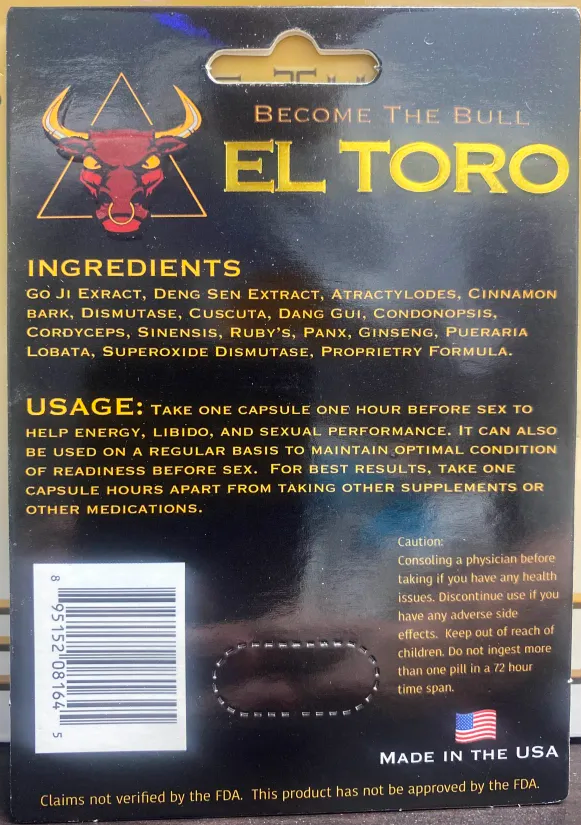 BECOME THE BULL
EL TORO
INGREDIENTS
GO JI EXRACT, DENG SEN EXTRACT, ATRACTYLODES, CINNAMON
BARK, DISMUTASE, CUSCUTA, DANG GUI, CONDONOPSIS,
CORDYCEPS, SINENSIS, RUBY'S, PANX, GINSENG, PUERARIA
LOBATA, SUPEROXIDE DISMUTASE, PROPRIETRY FORMULA.
USAGE: TAKE ONE CAPSULE ONE HOUR BEFORE SEX TO
HELP ENERGY, LIBIDO, AND SEXUAL PERFORMANCE. IT CAN ALSO
BE USED ON A REGULAR BASIS TO MAINTAIN OPTIMAL CONDITION
OF READINESS BEFORE SEX. FOR BEST RESULTS, TAKE ONE
CAPSULE HOURS APART FROM TAKING OTHER SUPPLEMENTS OR
OTHER MEDICATIONS.
Caution:
Consoling a physician before
taking if you have any health
issues. Discontinue use if you
have any adverse side
effects. Keep out of reach of
children. Do not ingest more
than one pill in a 72 hour
time span.
8 95152 08164 5
MADE IN THE USA
Claims not verified by the FDA. This product has not be approved by the FDA.